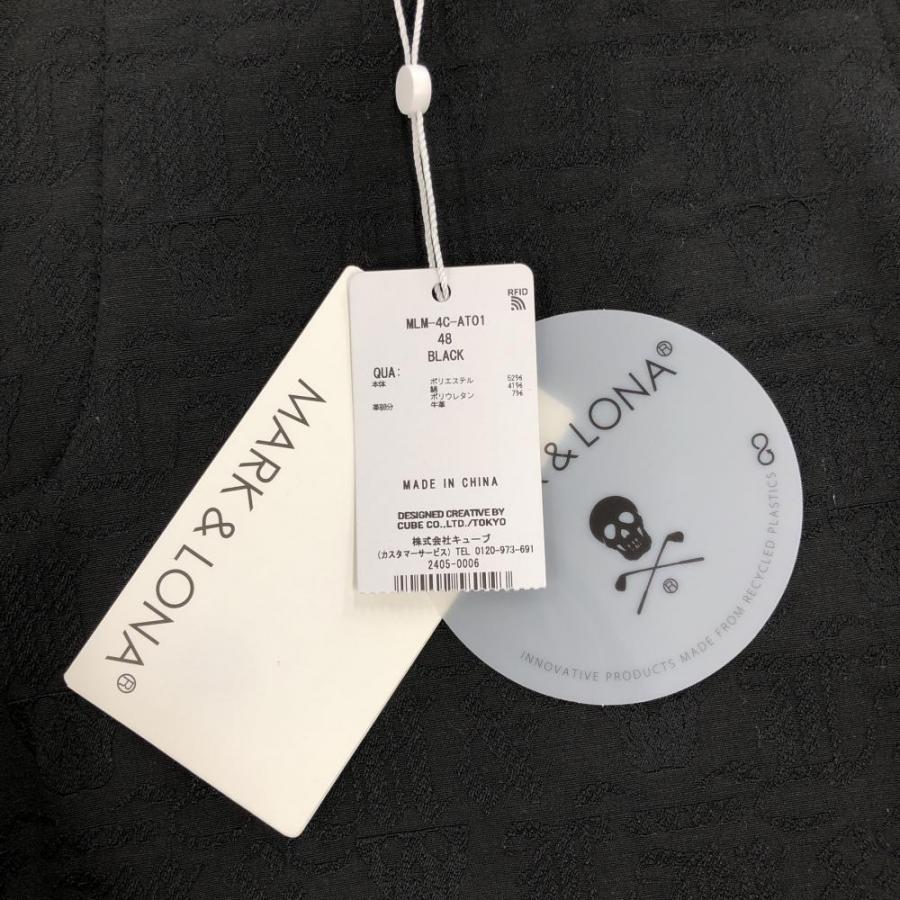 RFID
MLM-4C-AT01
48
BLACK
QUA:
本体 ポリエステル 52%
綿 41%
ポリウレタン 7%
革部分 牛革
MADE IN CHINA
DESIGNED CREATIVE BY
CUBE CO.,LTD./TOKYO
株式会社キューブ
(カスタマーサービス) TEL 0120-973-691
2405-0006
MARK & LONA®
& LONA®
®
INNOVATIVE PRODUCTS MADE FROM RECYCLED PLASTICS